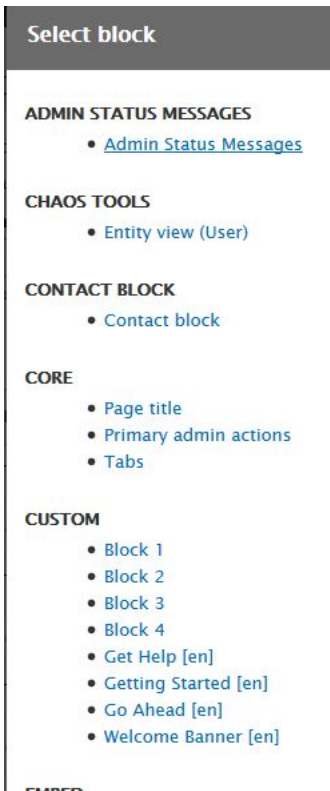 Select block
ADMIN STATUS MESSAGES
Admin Status Messages
CHAOS TOOLS
Entity view (User)
CONTACT BLOCK
Contact block
CORE
Page title
Primary admin actions
Tabs
CUSTOM
Block 1
Block 2
Block 3
Block 4
Get Help [en]
Getting Started [en]
Go Ahead [en]
Welcome Banner [en]
EMBED